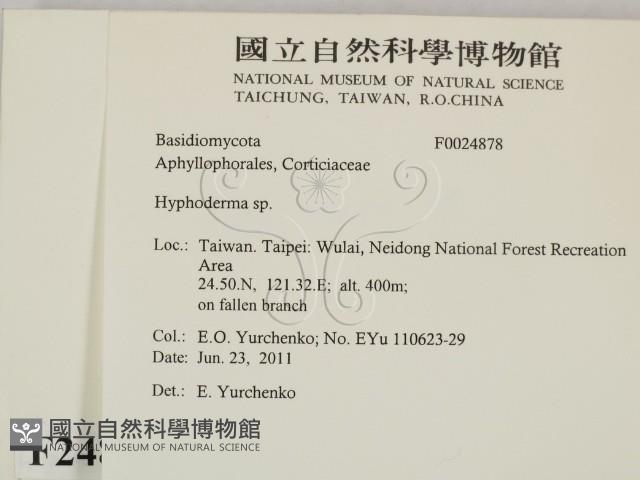 國立自然科學博物館
NATIONAL MUSEUM OF NATURAL SCIENCE
TAICHUNG, TAIWAN, R.O.CHINA
Basidiomycota F0024878
Aphyllophorales, Corticiaceae
Hyphoderma sp.
Loc.: Taiwan. Taipei: Wulai, Neidong National Forest Recreation
Area
24.50.N, 121.32.E; alt. 400m;
on fallen branch
Col.: E.O. Yurchenko; No. EYu 110623-29
Date: Jun. 23, 2011
Det.: E. Yurchenko
國立自然科學博物館
NATIONAL MUSEUM OF NATURAL SCIENCE